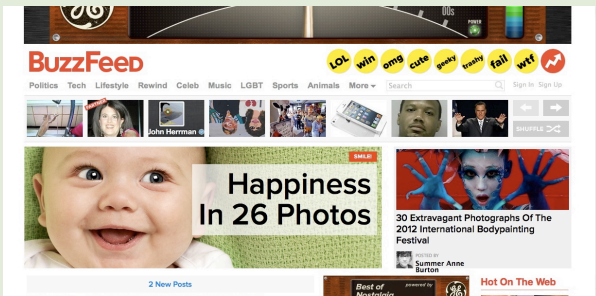 00s
POWER
BUZZFEED
LOL win omg cute geeky trashy fail wtf
Politics Tech Lifestyle Rewind Celeb Music LGBT Sports Animals More Search Sign In Sign Up
John Herrman
SHUFFLE
SMILE!
Happiness
In 26 Photos
30 Extravagant Photographs Of The
2012 International Bodypainting
Festival
POSTED BY
Summer Anne
Burton
2 New Posts
Best of powered by
Nostalgia
Hot On The Web